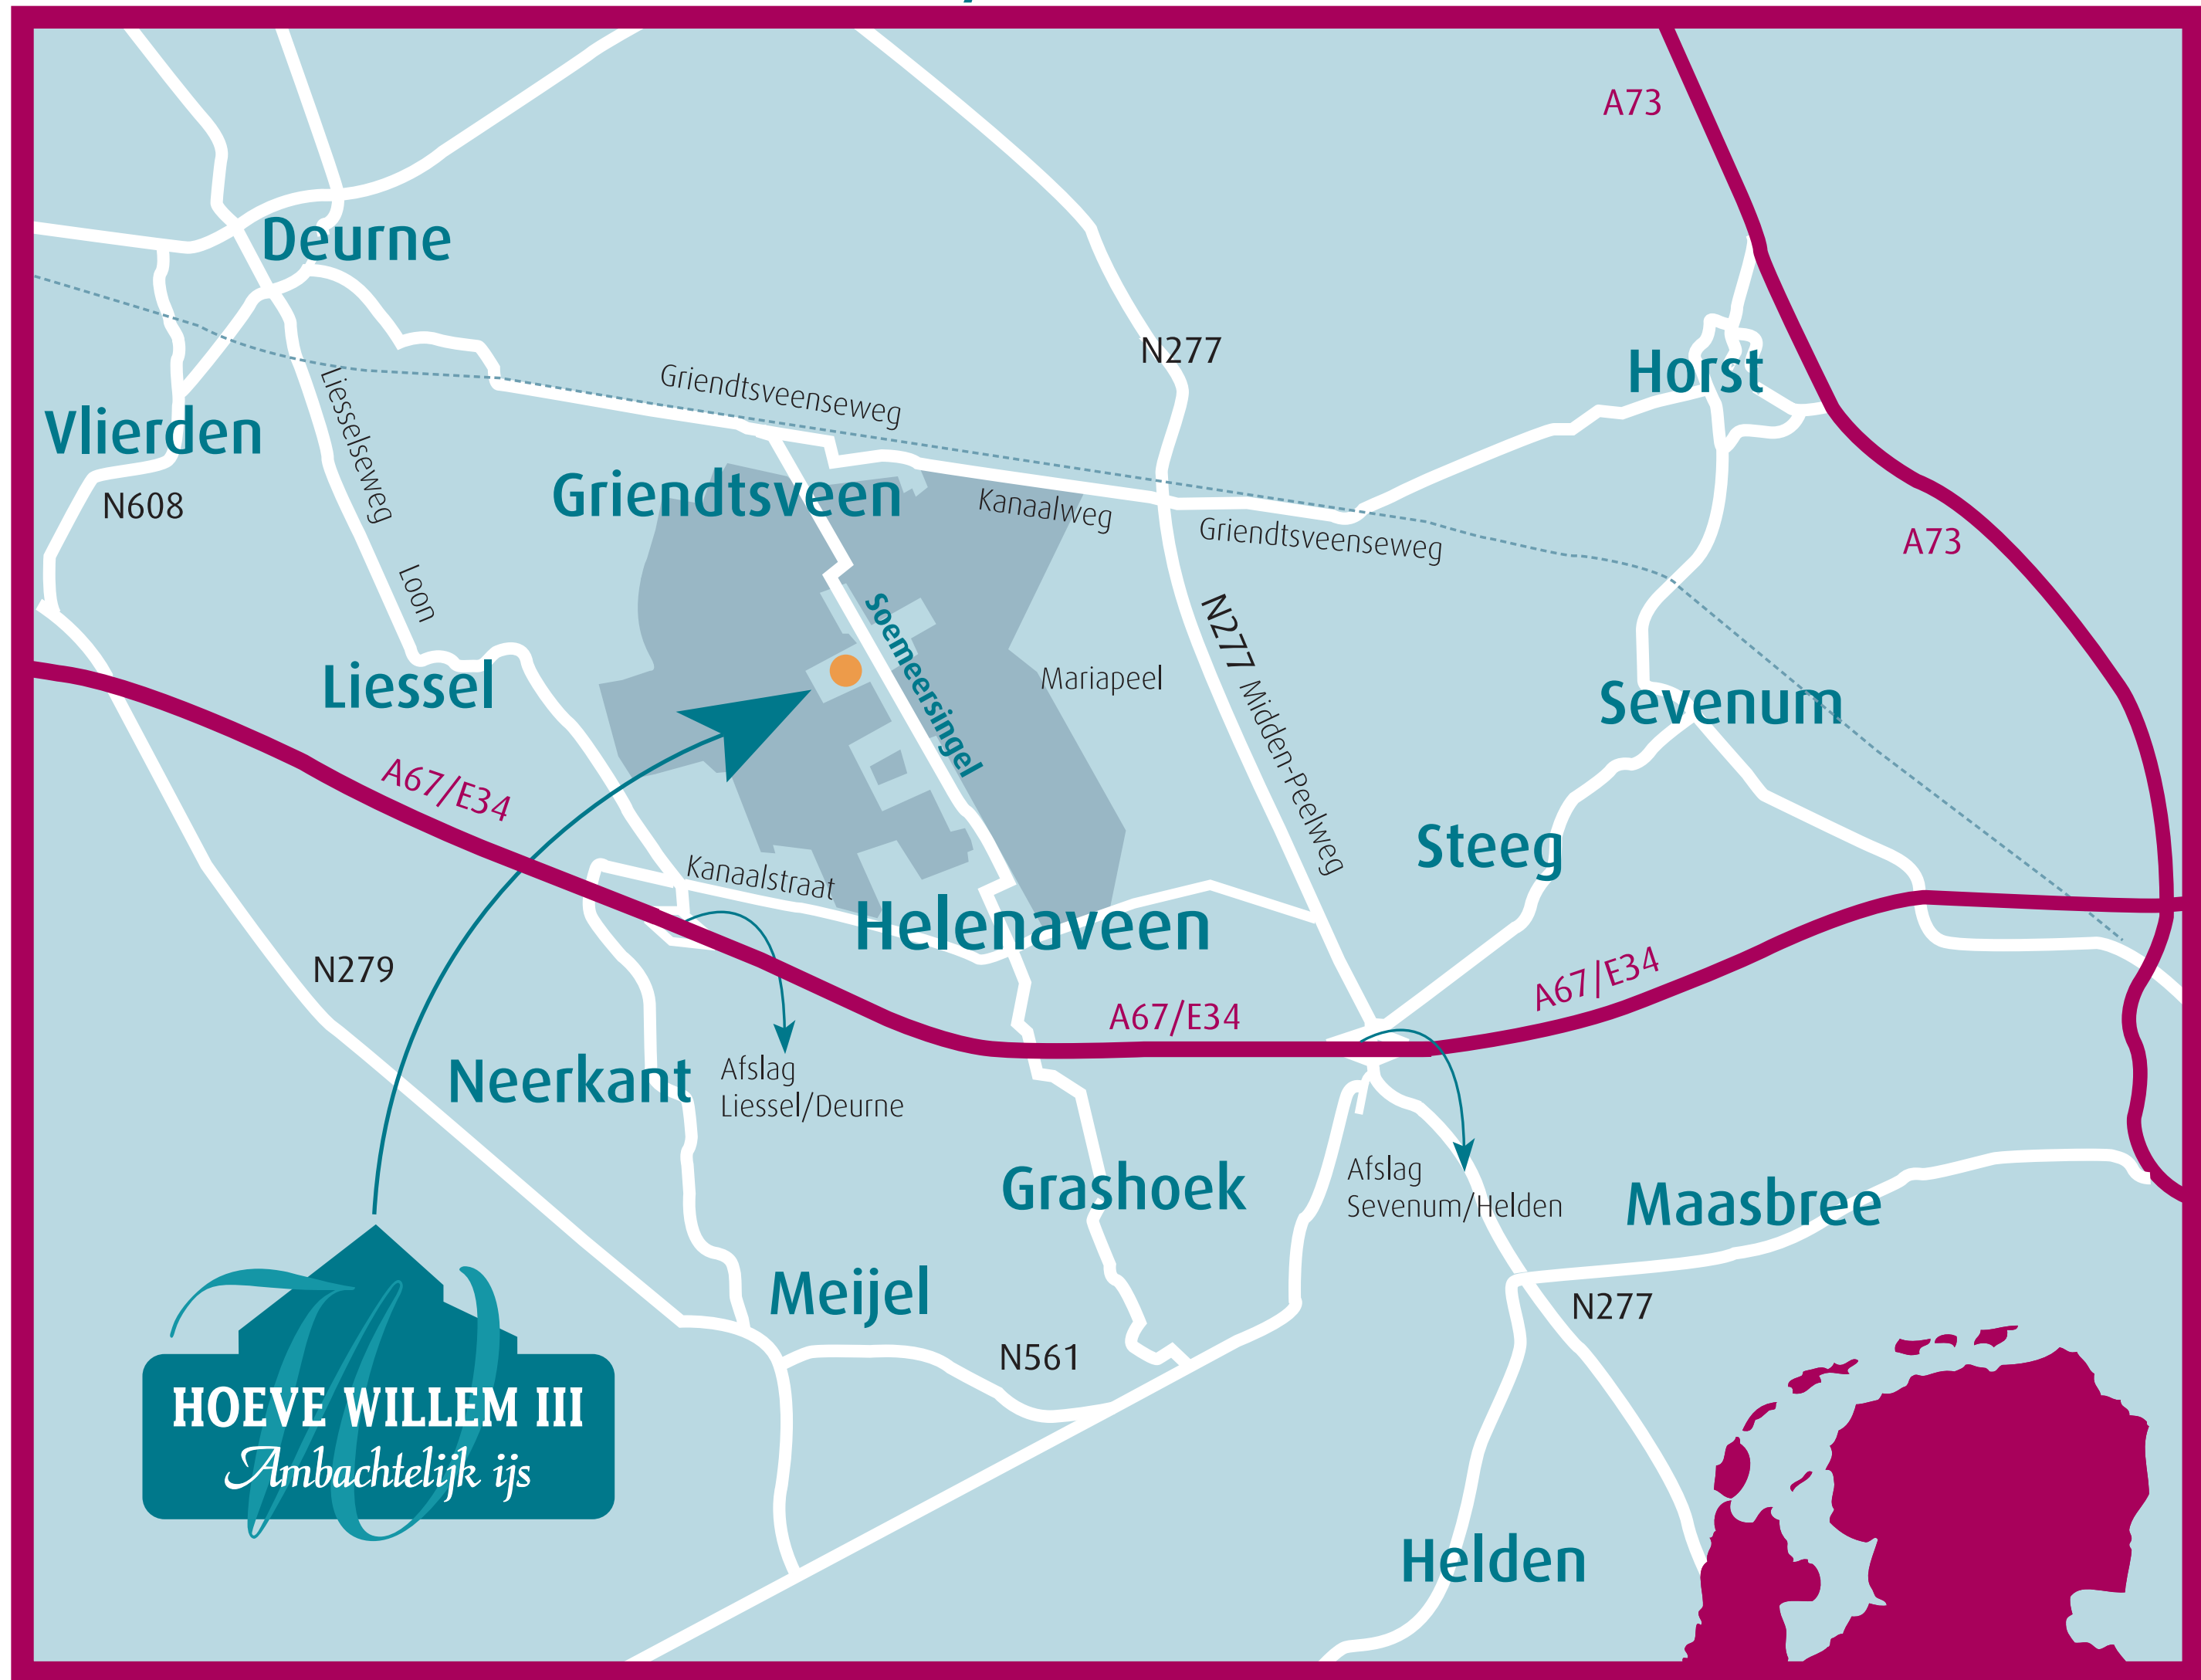 A73
Deurne
N277
Horst
Griendtsveenseweg
Liesselseweg
Vlierden
N608
Griendtsveen
Kanaalweg
Griendtsveenseweg
A73
Loon
Soemeersingel
N277 Midden-Peelweg
Liessel
Mariapeel
Sevenum
A67/E34
Steeg
Kanaalstraat
Helenaveen
N279
A67/E34
A67/E34
Neerkant
Afslag
Liessel/Deurne
Grashoek
Afslag
Sevenum/Helden
Maasbree
Meijel
N277
N561
HOEVE WILLEM III
Ambachtelijk ijs
Helden